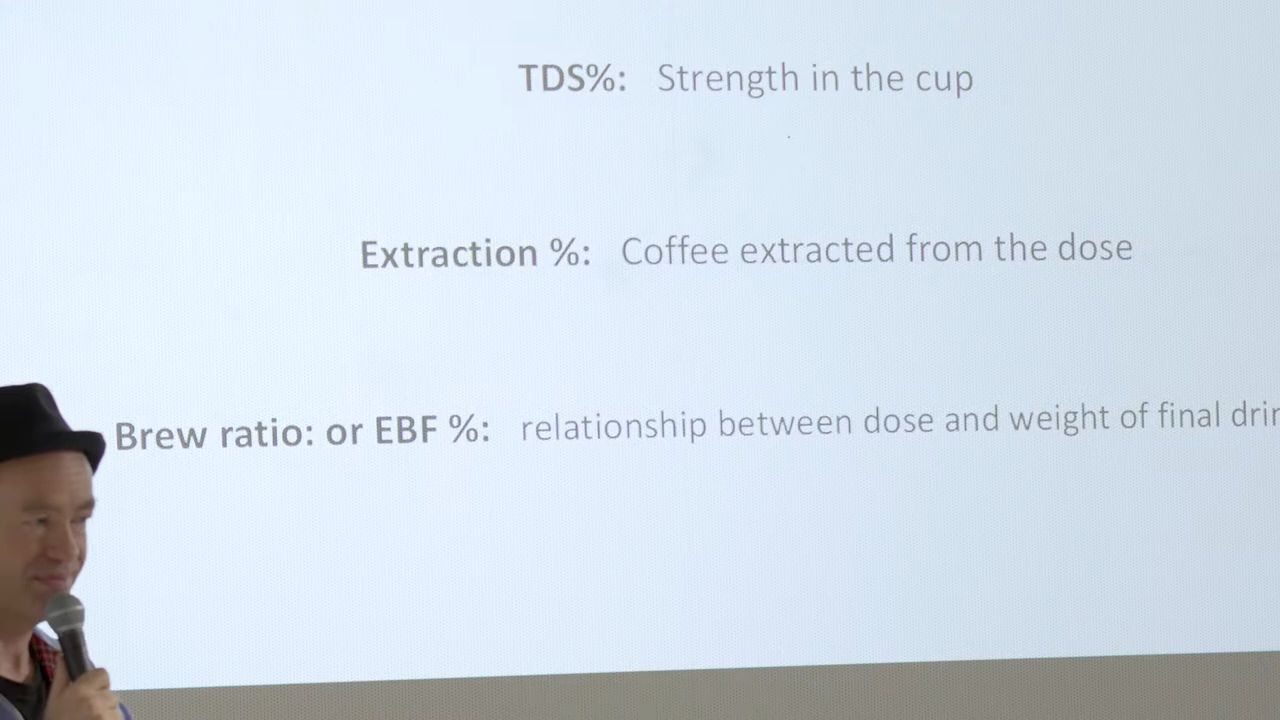 TDS%: Strength in the cup
Extraction %: Coffee extracted from the dose
Brew ratio: or EBF %: relationship between dose and weight of final